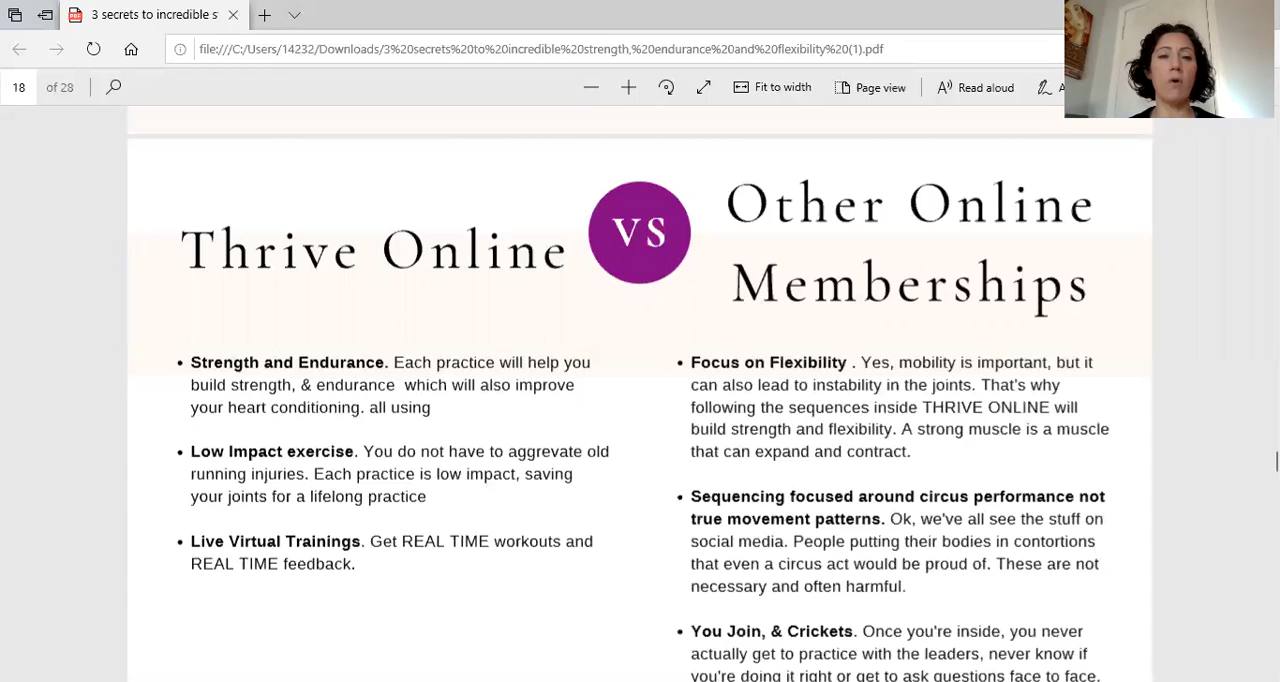 3 secrets to incredible st
file:///C:/Users/14232/Downloads/3%20secrets%20to%20incredible%20strength,%20endurance%20and%20flexibility%20(1).pdf
18 of 28
Fit to width
Page view
Read aloud
Thrive Online
VS
Other Online
Memberships
• Strength and Endurance. Each practice will help you
build strength, & endurance which will also improve
your heart conditioning. all using
• Low Impact exercise. You do not have to aggrevate old
running injuries. Each practice is low impact, saving
your joints for a lifelong practice
• Live Virtual Trainings. Get REAL TIME workouts and
REAL TIME feedback.
• Focus on Flexibility . Yes, mobility is important, but it
can also lead to instability in the joints. That's why
following the sequences inside THRIVE ONLINE will
build strength and flexibility. A strong muscle is a muscle
that can expand and contract.
• Sequencing focused around circus performance not
true movement patterns. Ok, we've all see the stuff on
social media. People putting their bodies in contortions
that even a circus act would be proud of. These are not
necessary and often harmful.
• You Join, & Crickets. Once you're inside, you never
actually get to practice with the leaders, never know if
you're doing it right or get to ask questions face to face.